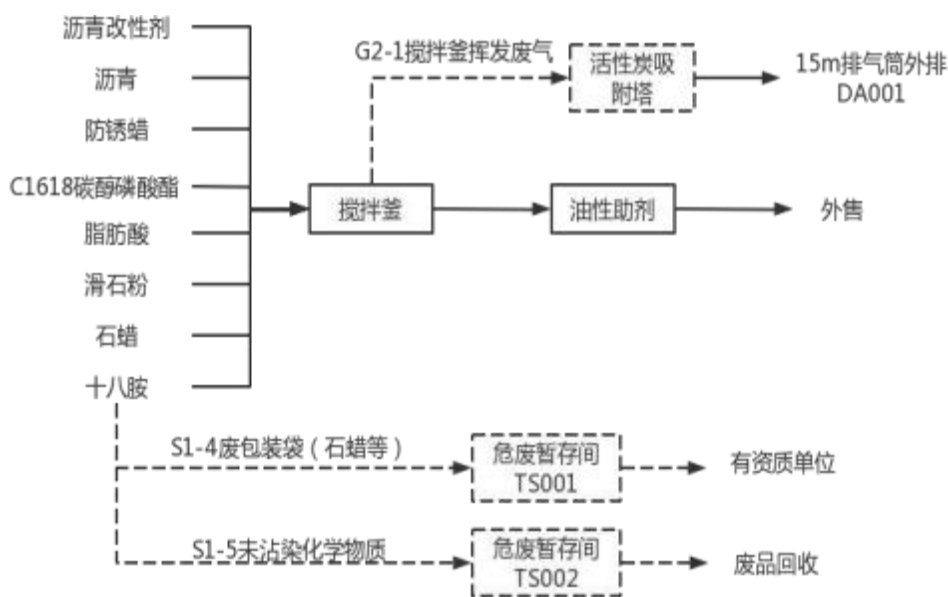 沥青改性剂
沥青
防锈蜡
C1618碳醇磷酸酯
脂肪酸
滑石粉
石蜡
十八胺
G2-1搅拌釜挥发废气
活性炭吸
附塔
15m排气筒外排
DA001
搅拌釜
油性助剂
外售
S1-4废包装袋（石蜡等）
危废暂存间
TS001
有资质单位
S1-5未沾染化学物质
危废暂存间
TS002
废品回收